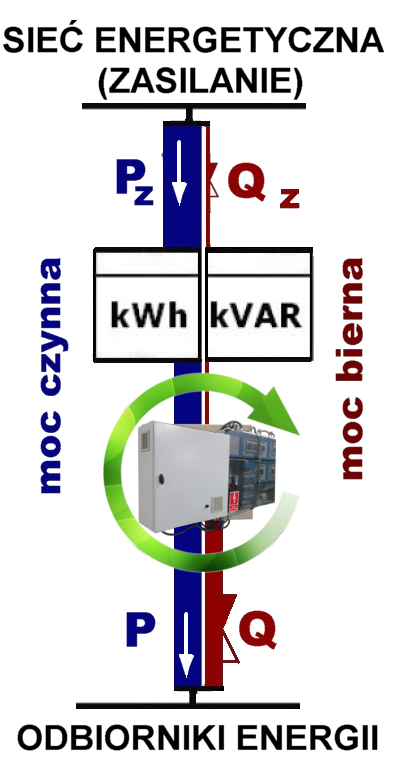 SIEĆ ENERGETYCZNA
(ZASILANIE)
Pz
Qz
kWh
kVAR
moc czynna
moc bierna
P
Q
ODBIORNIKI ENERGII